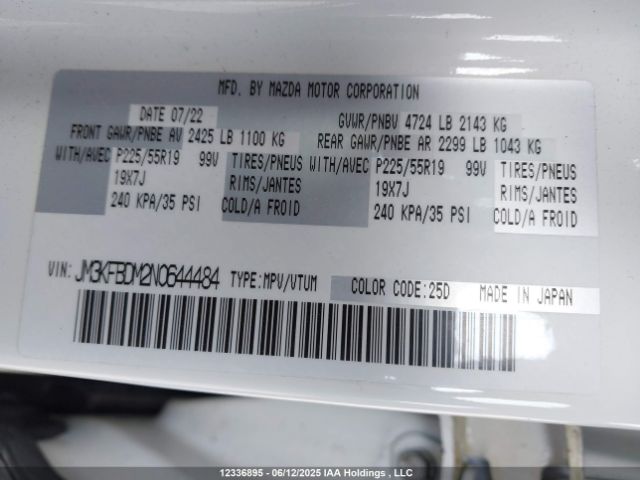 MFD. BY MAZDA MOTOR CORPORATION
DATE 07/22 GVWR/PNBV 4724 LB 2143 KG
FRONT GAWR/PNBE AV 2425 LB 1100 KG REAR GAWR/PNBE AR 2299 LB 1043 KG
WITH/AVEC P225/55R19 99V TIRES/PNEUS WITH/AVEC P225/55R19 99V TIRES/PNEUS
19X7J RIMS/JANTES 19X7J RIMS/JANTES
240 KPA/35 PSI COLD/A FROID 240 KPA/35 PSI COLD/A FROID
VIN: JM3KFBDM2N0644484 TYPE:MPV/VTUM COLOR CODE:25D MADE IN JAPAN
12336895 - 06/12/2025 IAA Holdings , LLC